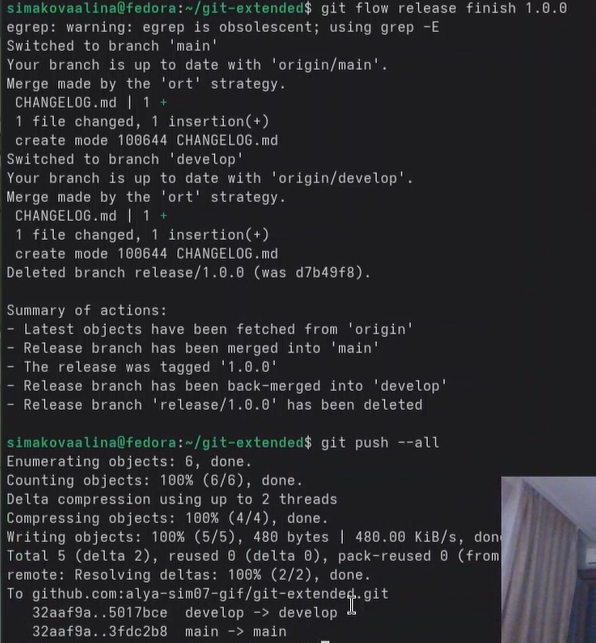 simakovaalina@fedora:~/git-extended$ git flow release finish 1.0.0
egrep: warning: egrep is obsolescent; using grep -E
Switched to branch 'main'
Your branch is up to date with 'origin/main'.
Merge made by the 'ort' strategy.
 CHANGELOG.md | 1 +
 1 file changed, 1 insertion(+)
 create mode 100644 CHANGELOG.md
Switched to branch 'develop'
Your branch is up to date with 'origin/develop'.
Merge made by the 'ort' strategy.
 CHANGELOG.md | 1 +
 1 file changed, 1 insertion(+)
 create mode 100644 CHANGELOG.md
Deleted branch release/1.0.0 (was d7b49f8).

Summary of actions:
- Latest objects have been fetched from 'origin'
- Release branch has been merged into 'main'
- The release was tagged '1.0.0'
- Release branch has been back-merged into 'develop'
- Release branch 'release/1.0.0' has been deleted

simakovaalina@fedora:~/git-extended$ git push --all
Enumerating objects: 6, done.
Counting objects: 100% (6/6), done.
Delta compression using up to 2 threads
Compressing objects: 100% (4/4), done.
Writing objects: 100% (5/5), 480 bytes | 480.00 KiB/s, don
Total 5 (delta 2), reused 0 (delta 0), pack-reused 0 (from
remote: Resolving deltas: 100% (2/2), done.
To github.com:alya-sim07-gif/git-extended.git
   32aaf9a..5017bce  develop -> develop
   32aaf9a..3fdc2b8  main -> main